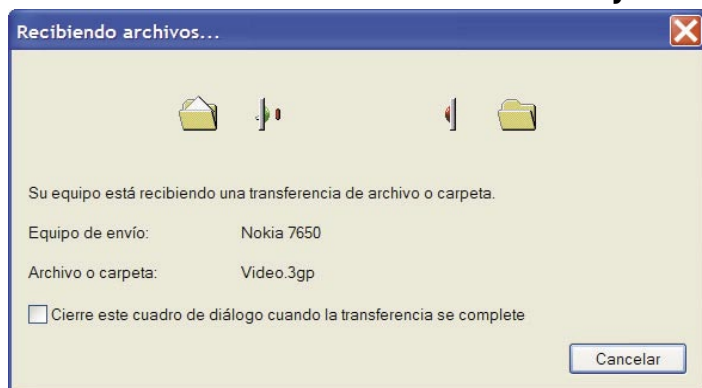 Recibiendo archivos...
Su equipo está recibiendo una transferencia de archivo o carpeta.
Equipo de envío: Nokia 7650
Archivo o carpeta: Video.3gp
Cierre este cuadro de diálogo cuando la transferencia se complete
Cancelar